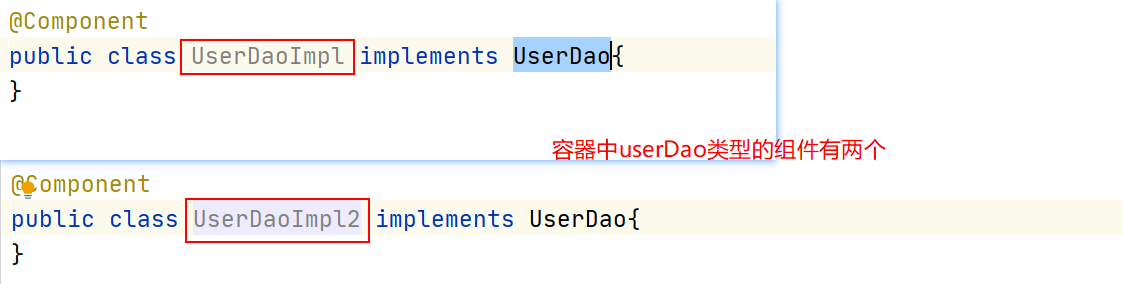 @Component
public class UserDaoImpl implements UserDao{
}
容器中userDao类型的组件有两个
@Component
public class UserDaoImpl2 implements UserDao{
}